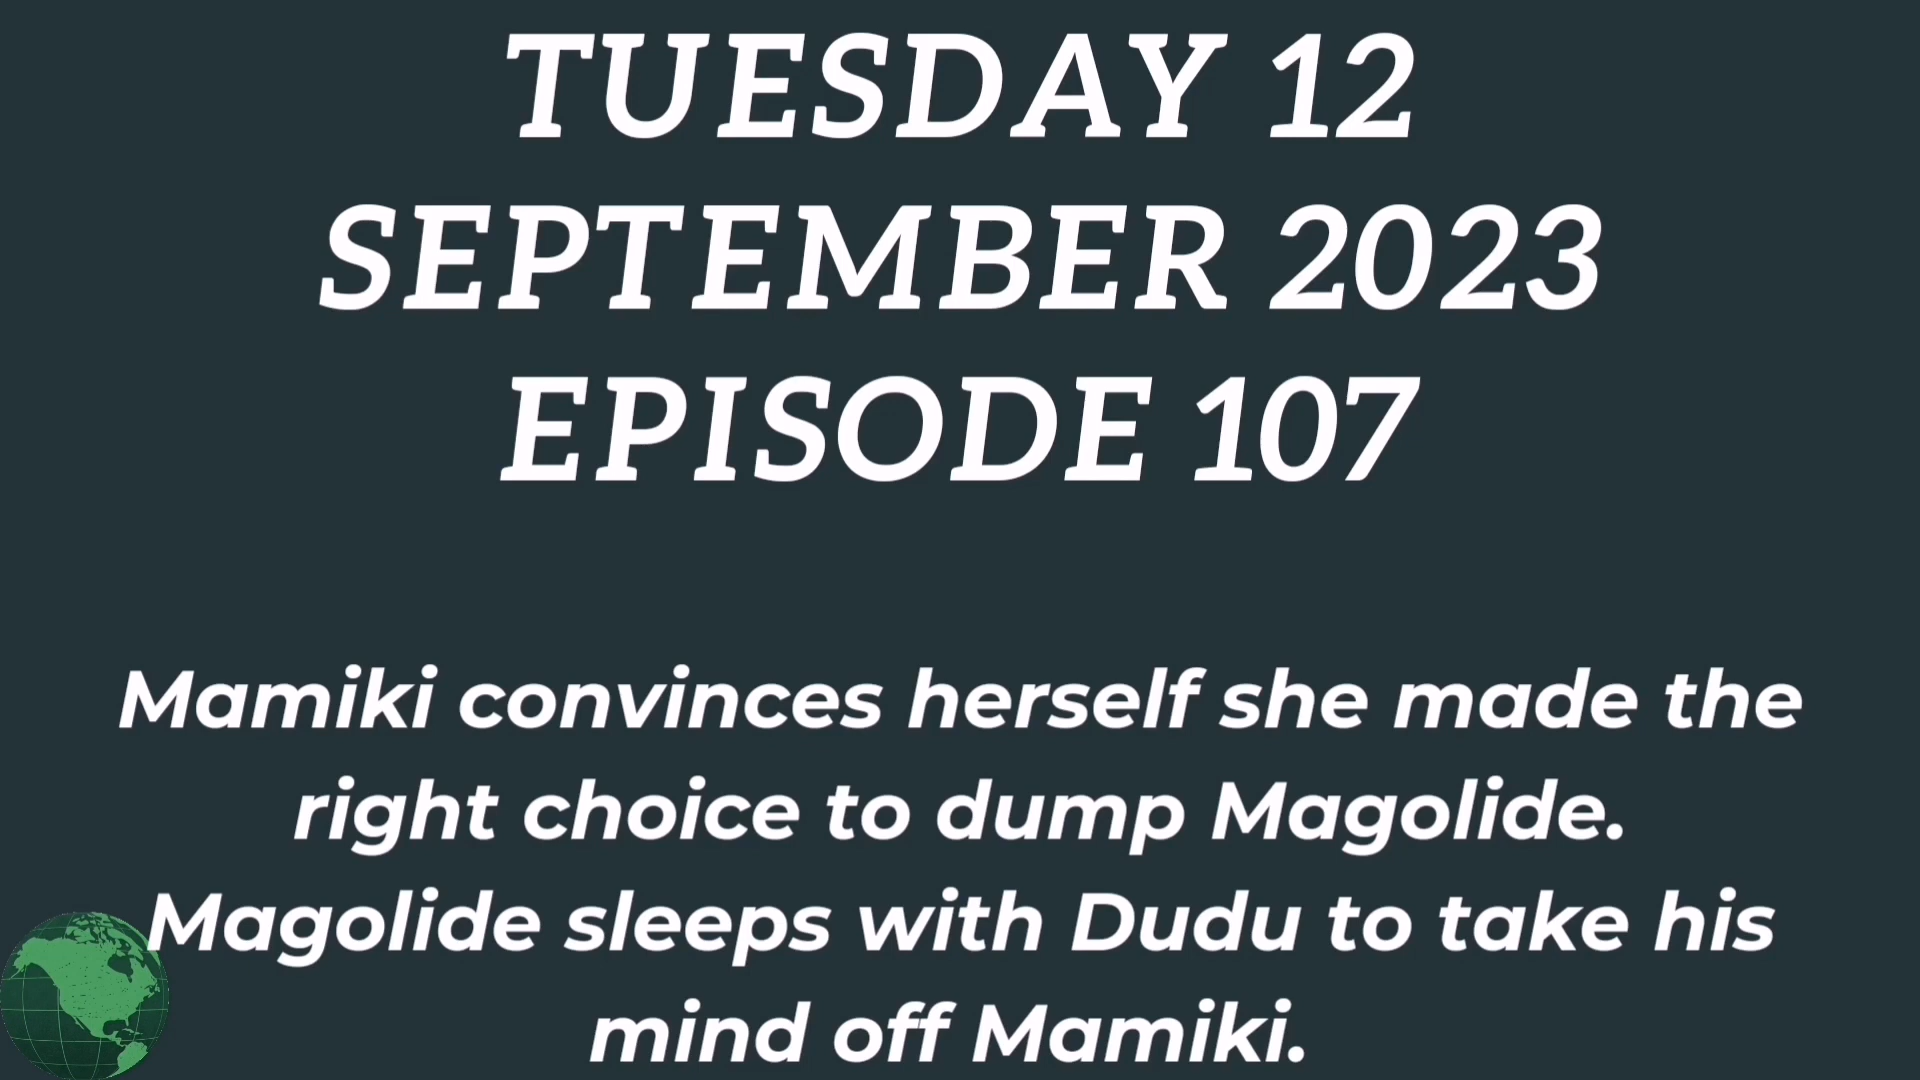 TUESDAY 12
SEPTEMBER 2023
EPISODE 107
Mamiki convinces herself she made the
right choice to dump Magolide.
Magolide sleeps with Dudu to take his
mind off Mamiki.